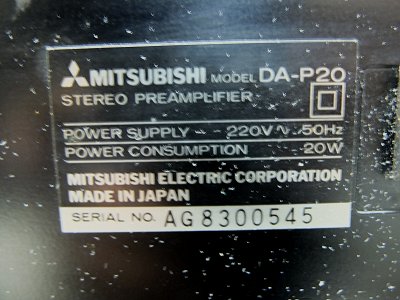 MITSUBISHI MODEL DA-P20
STEREO PREAMPLIFIER
POWER SUPPLY 220V ~ 50Hz
POWER CONSUMPTION 20W
MITSUBISHI ELECTRIC CORPORATION
MADE IN JAPAN
SERIAL NO. AG8300545